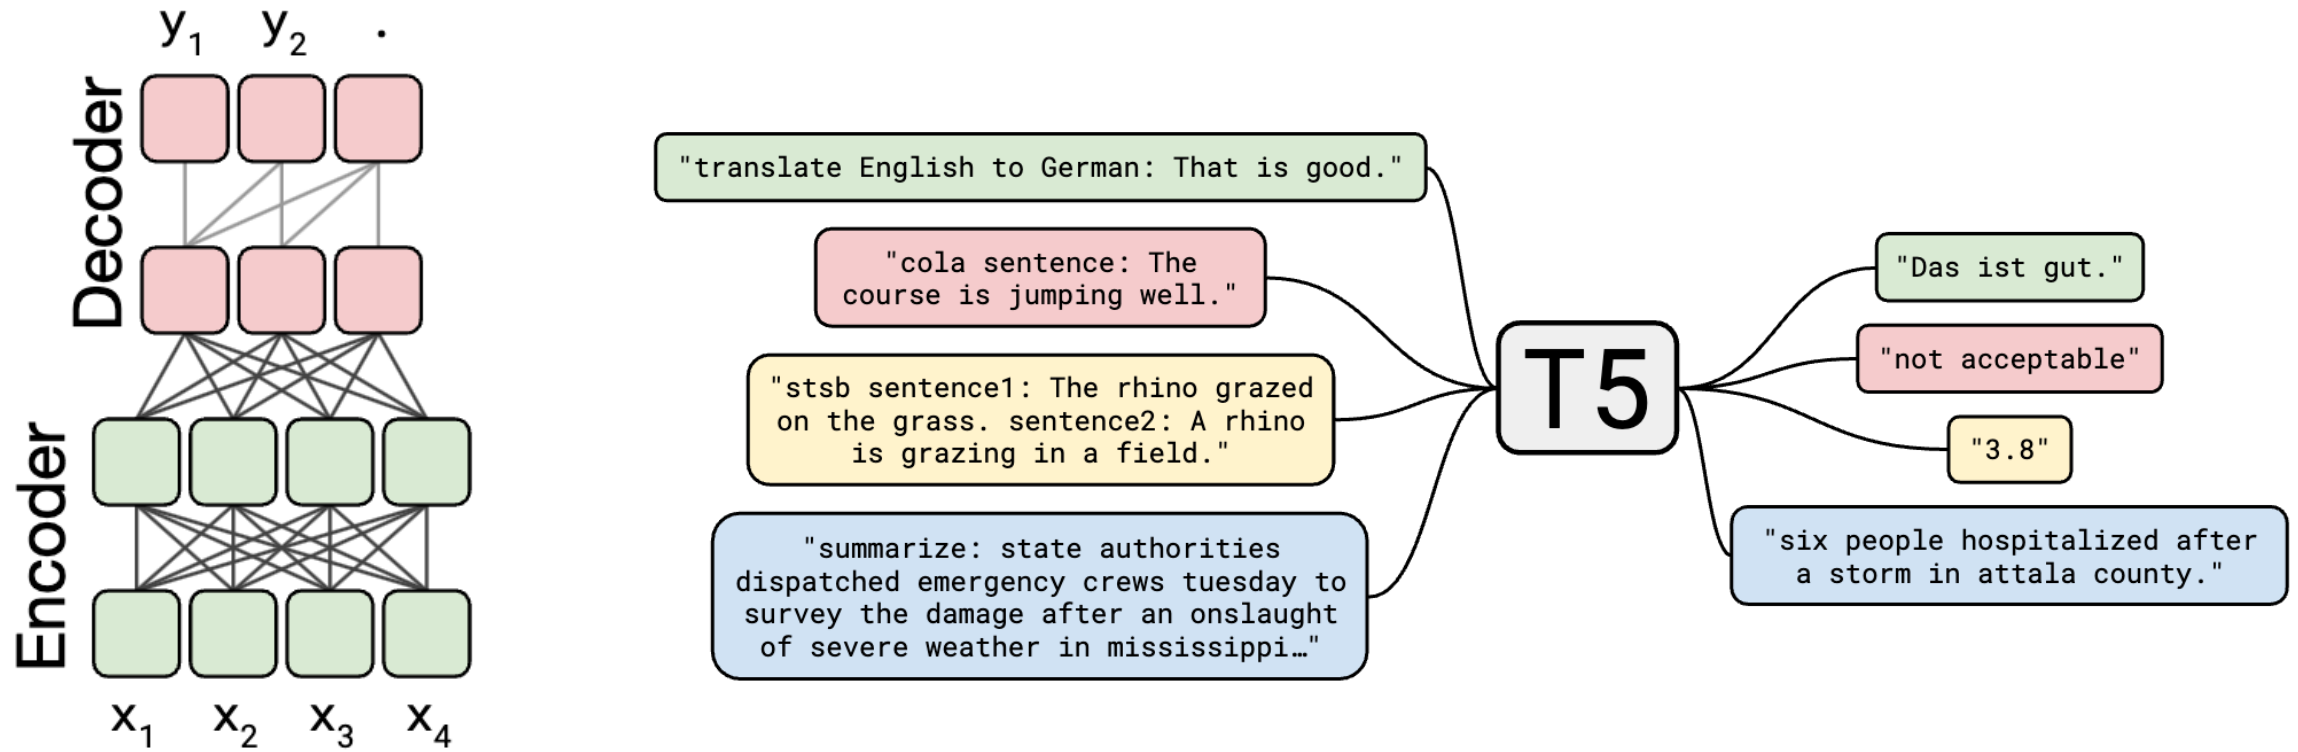 y1 y2 .
Decoder
Encoder
x1 x2 x3 x4
"translate English to German: That is good."
"cola sentence: The
course is jumping well."
"stsb sentence1: The rhino grazed
on the grass. sentence2: A rhino
is grazing in a field."
"summarize: state authorities
dispatched emergency crews tuesday to
survey the damage after an onslaught
of severe weather in mississippi…"
T5
"Das ist gut."
"not acceptable"
"3.8"
"six people hospitalized after
a storm in attala county."